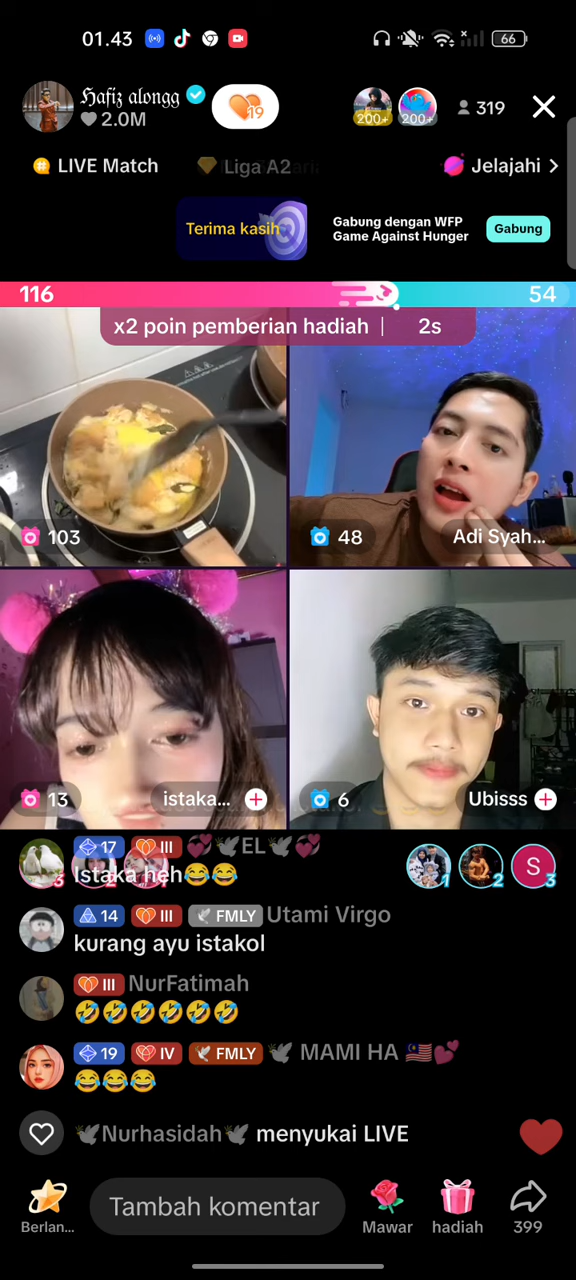 01.43
66
ℌ𝔞𝔣𝔦𝔷 𝔞𝔩𝔬𝔫𝔤𝔤
2.0M
19
200+
200+
319
LIVE Match
Liga A2
Jelajahi >
Terima kasih
Gabung dengan WFP
Game Against Hunger
Gabung
116
54
x2 poin pemberian hadiah | 2s
103
48
Adi Syah...
13
istaka...
6
Ubisss
17 III 💞🕊EL🕊💞
Istaka heh😂😂
3
2
1
1
2
S
3
14 III FMLY Utami Virgo
kurang ayu istakol
III NurFatimah
🤣🤣🤣🤣🤣🤣
19 IV FMLY 🕊 MAMI HA 🇲🇾💕
😂😂😂
🕊Nurhasidah🕊 menyukai LIVE
Berlan...
Tambah komentar
Mawar
hadiah
399